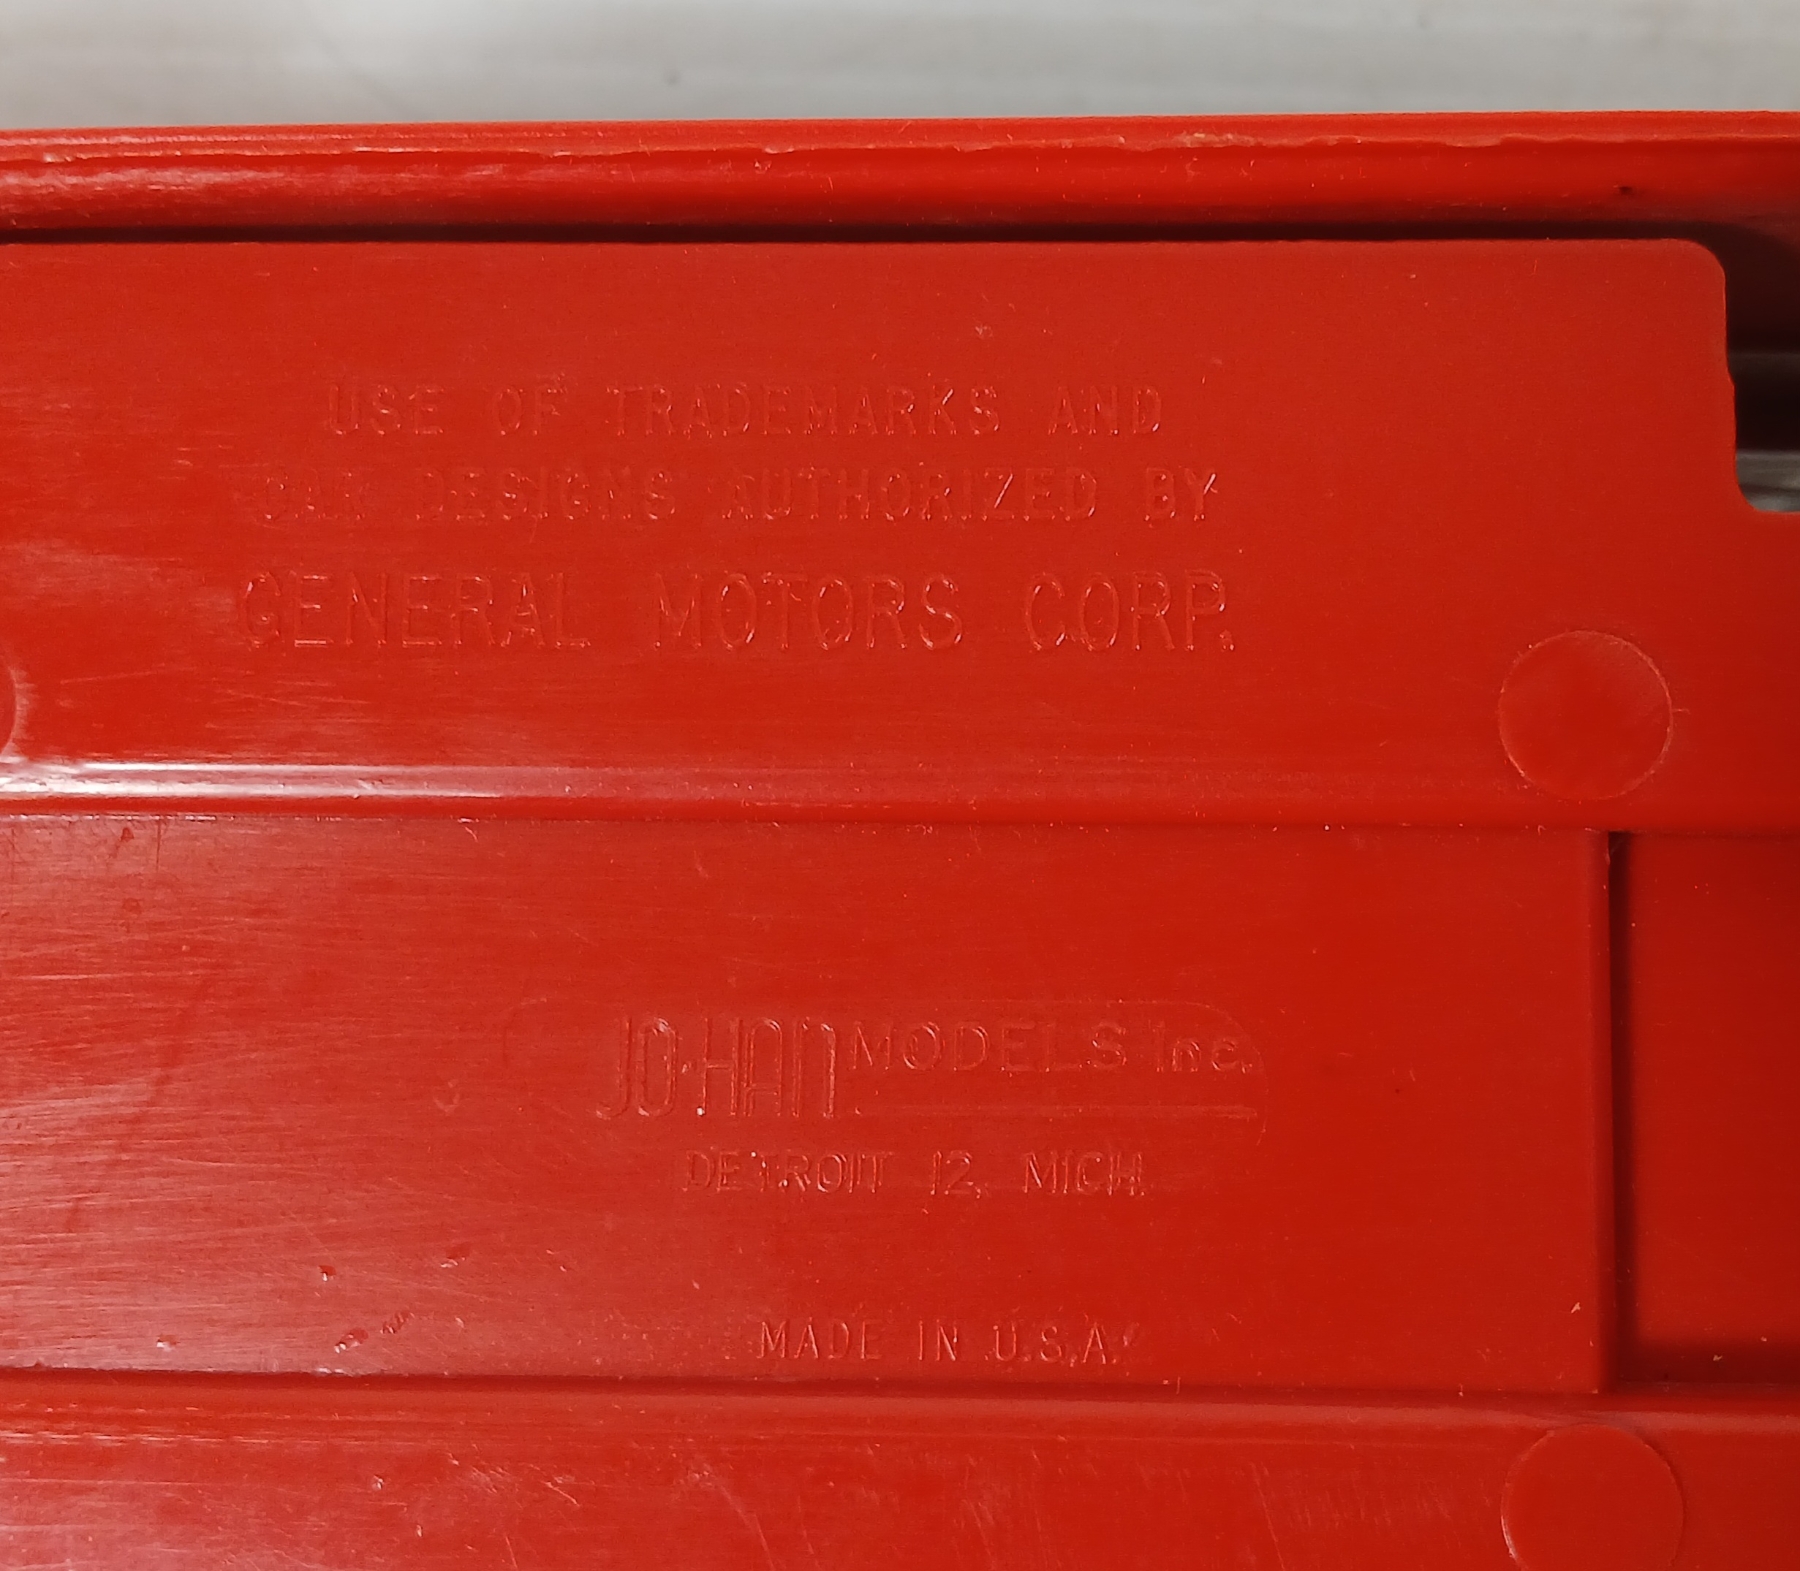 USE OF TRADEMARKS AND
CAR DESIGNS AUTHORIZED BY
GENERAL MOTORS CORP.
JO-HAN MODELS Inc.
DETROIT 12, MICH.
MADE IN U.S.A.